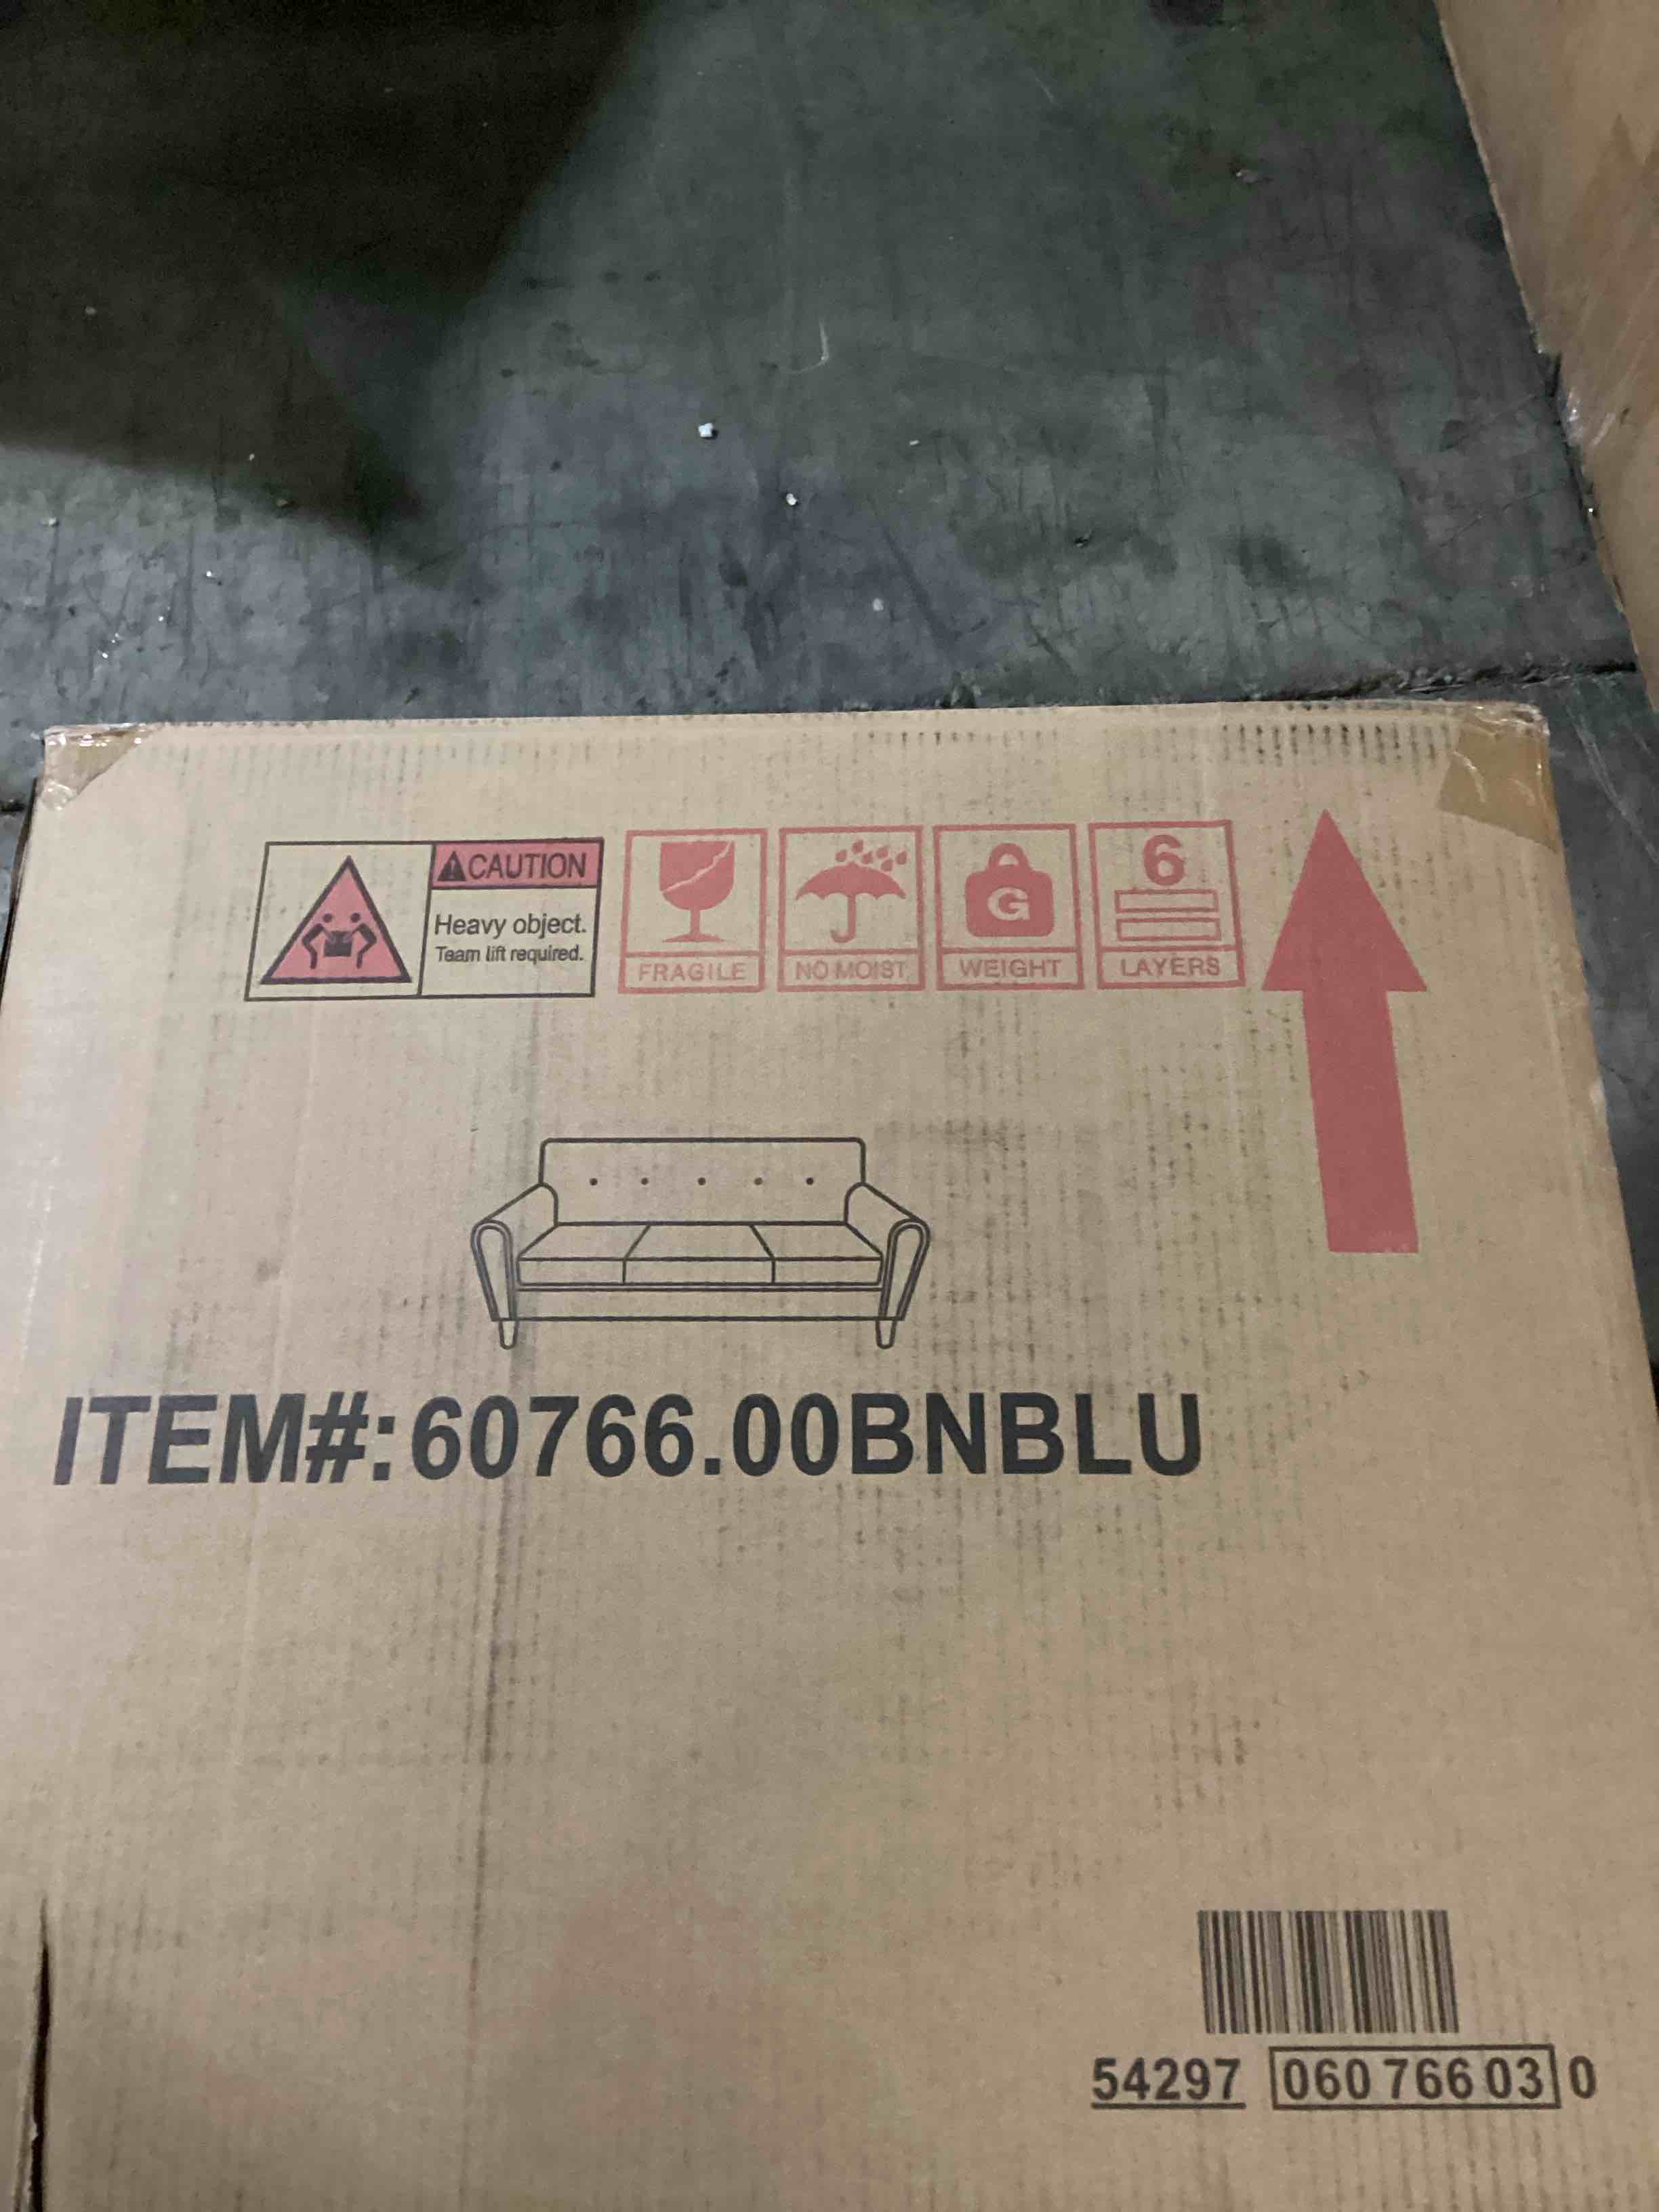 CAUTION
Heavy object.
Team lift required.
FRAGILE
NO MOIST
G
WEIGHT
6
LAYERS
ITEM#:60766.00BNBLU
54297 060 766 03 0